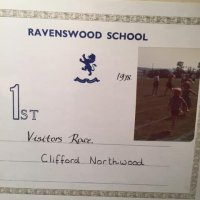 RAVENSWOOD SCHOOL
1978
1ST
Visitors Race.
Clifford Northwood